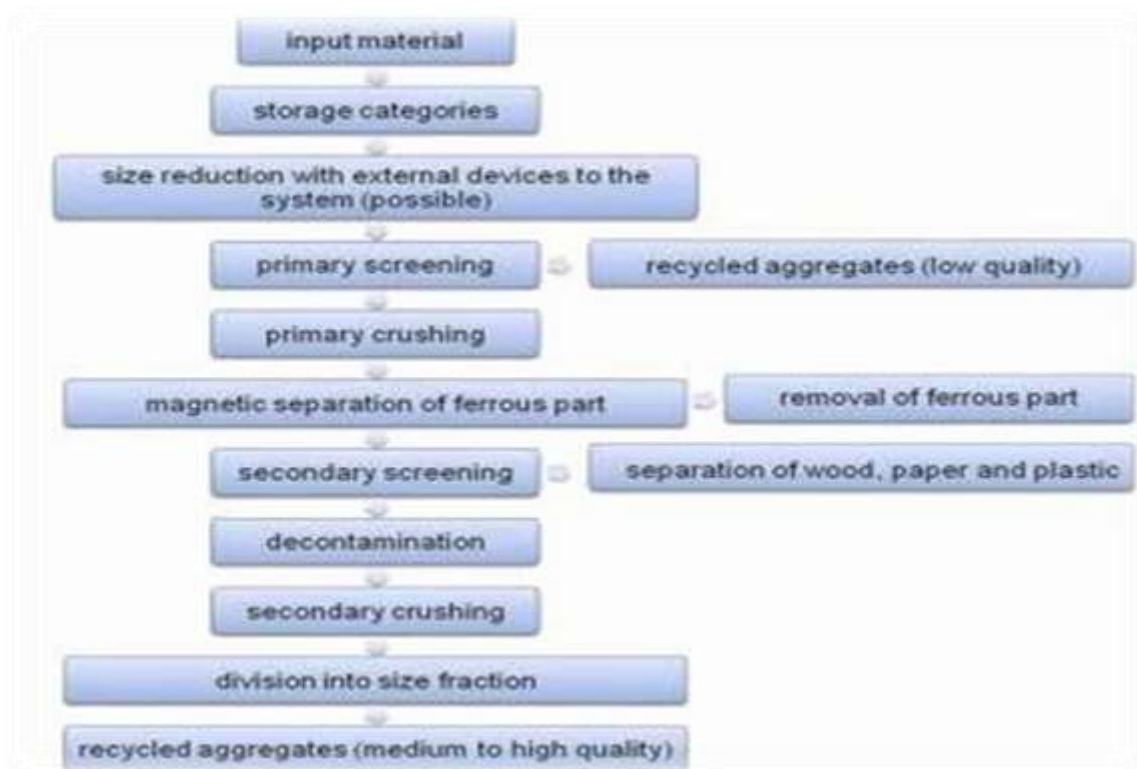 input material
storage categories
size reduction with external devices to the
system (possible)
primary screening
recycled aggregates (low quality)
primary crushing
magnetic separation of ferrous part
removal of ferrous part
secondary screening
separation of wood, paper and plastic
decontamination
secondary crushing
division into size fraction
recycled aggregates (medium to high quality)